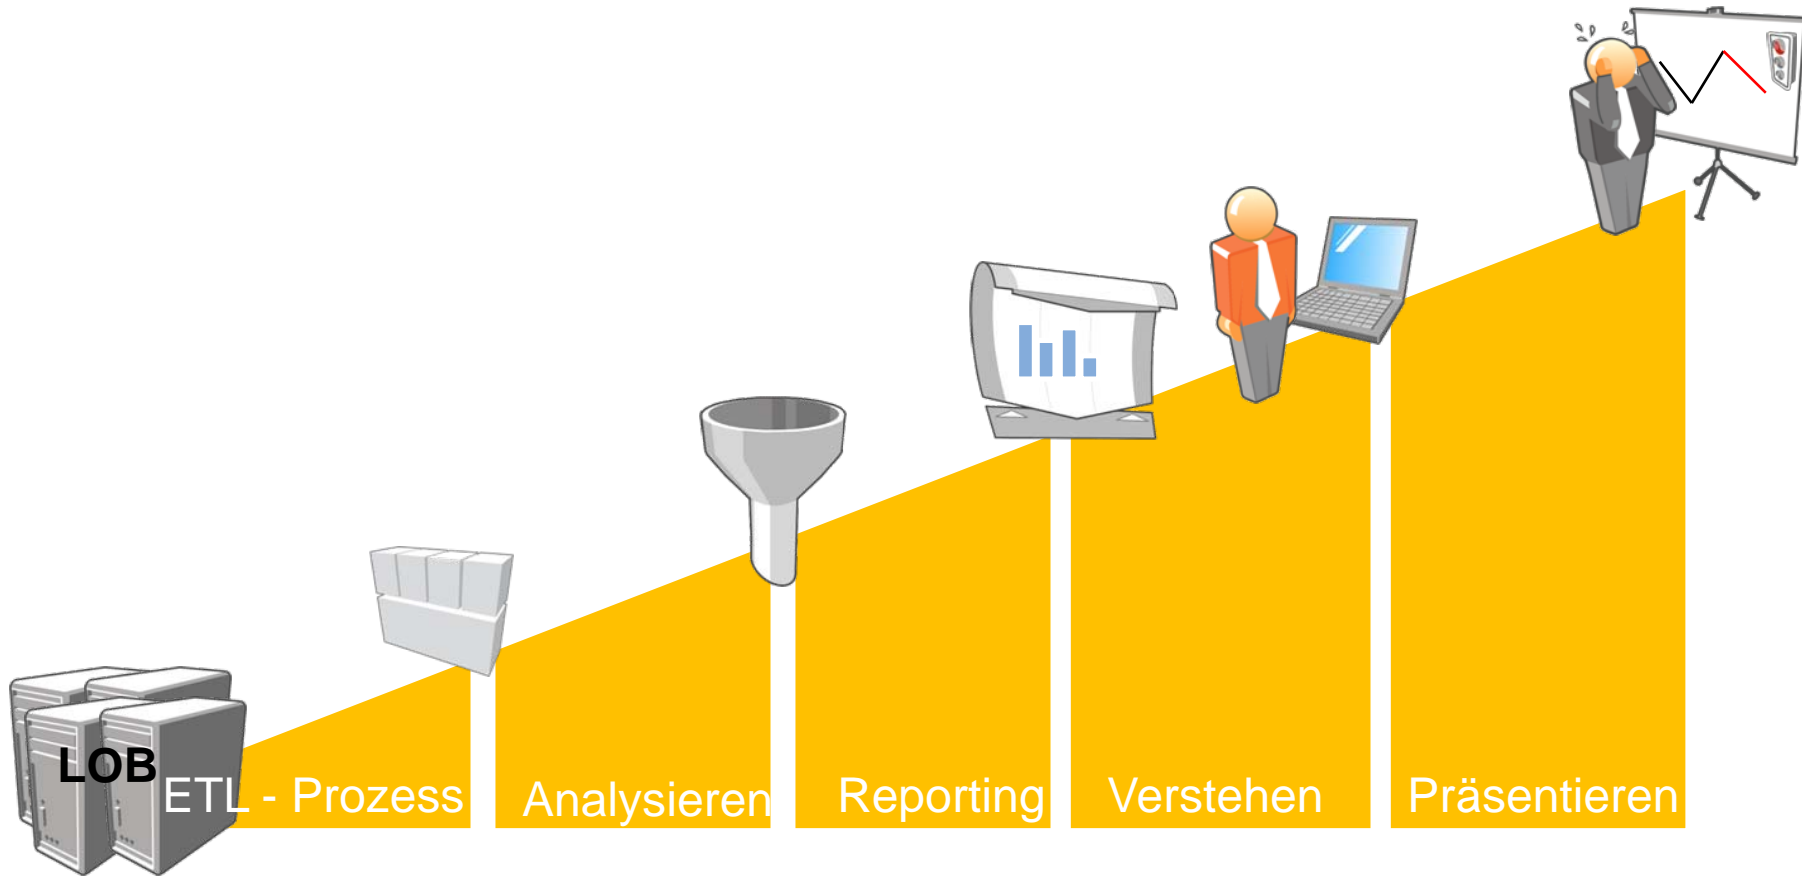 LOB
ETL - Prozess
Analysieren
Reporting
Verstehen
Präsentieren